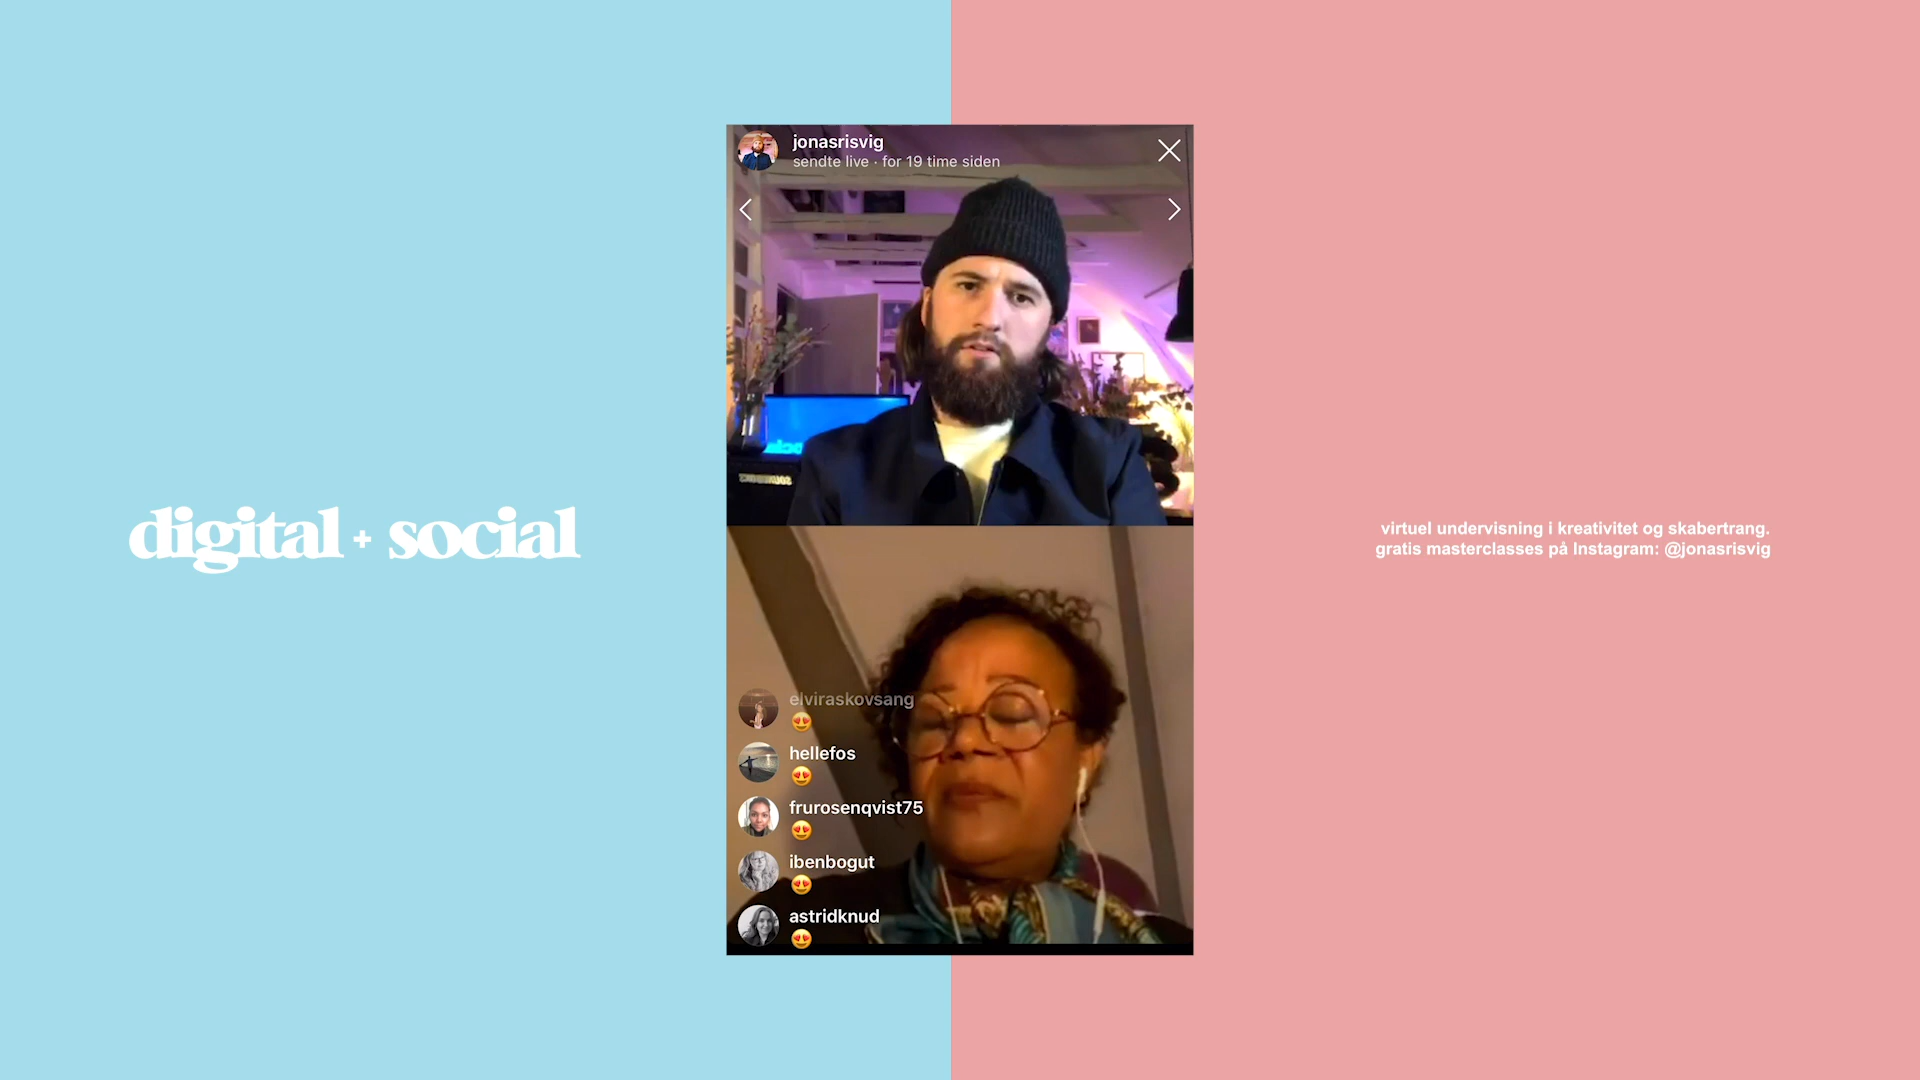 jonasrisvig
sendte live · for 19 time siden
digital + social
virtuel undervisning i kreativitet og skabertrang.
gratis masterclasses på Instagram: @jonasrisvig
elviraskovsang
😍
hellefos
😍
frurosenqvist75
😍
ibenbogut
😍
astridknud
😍